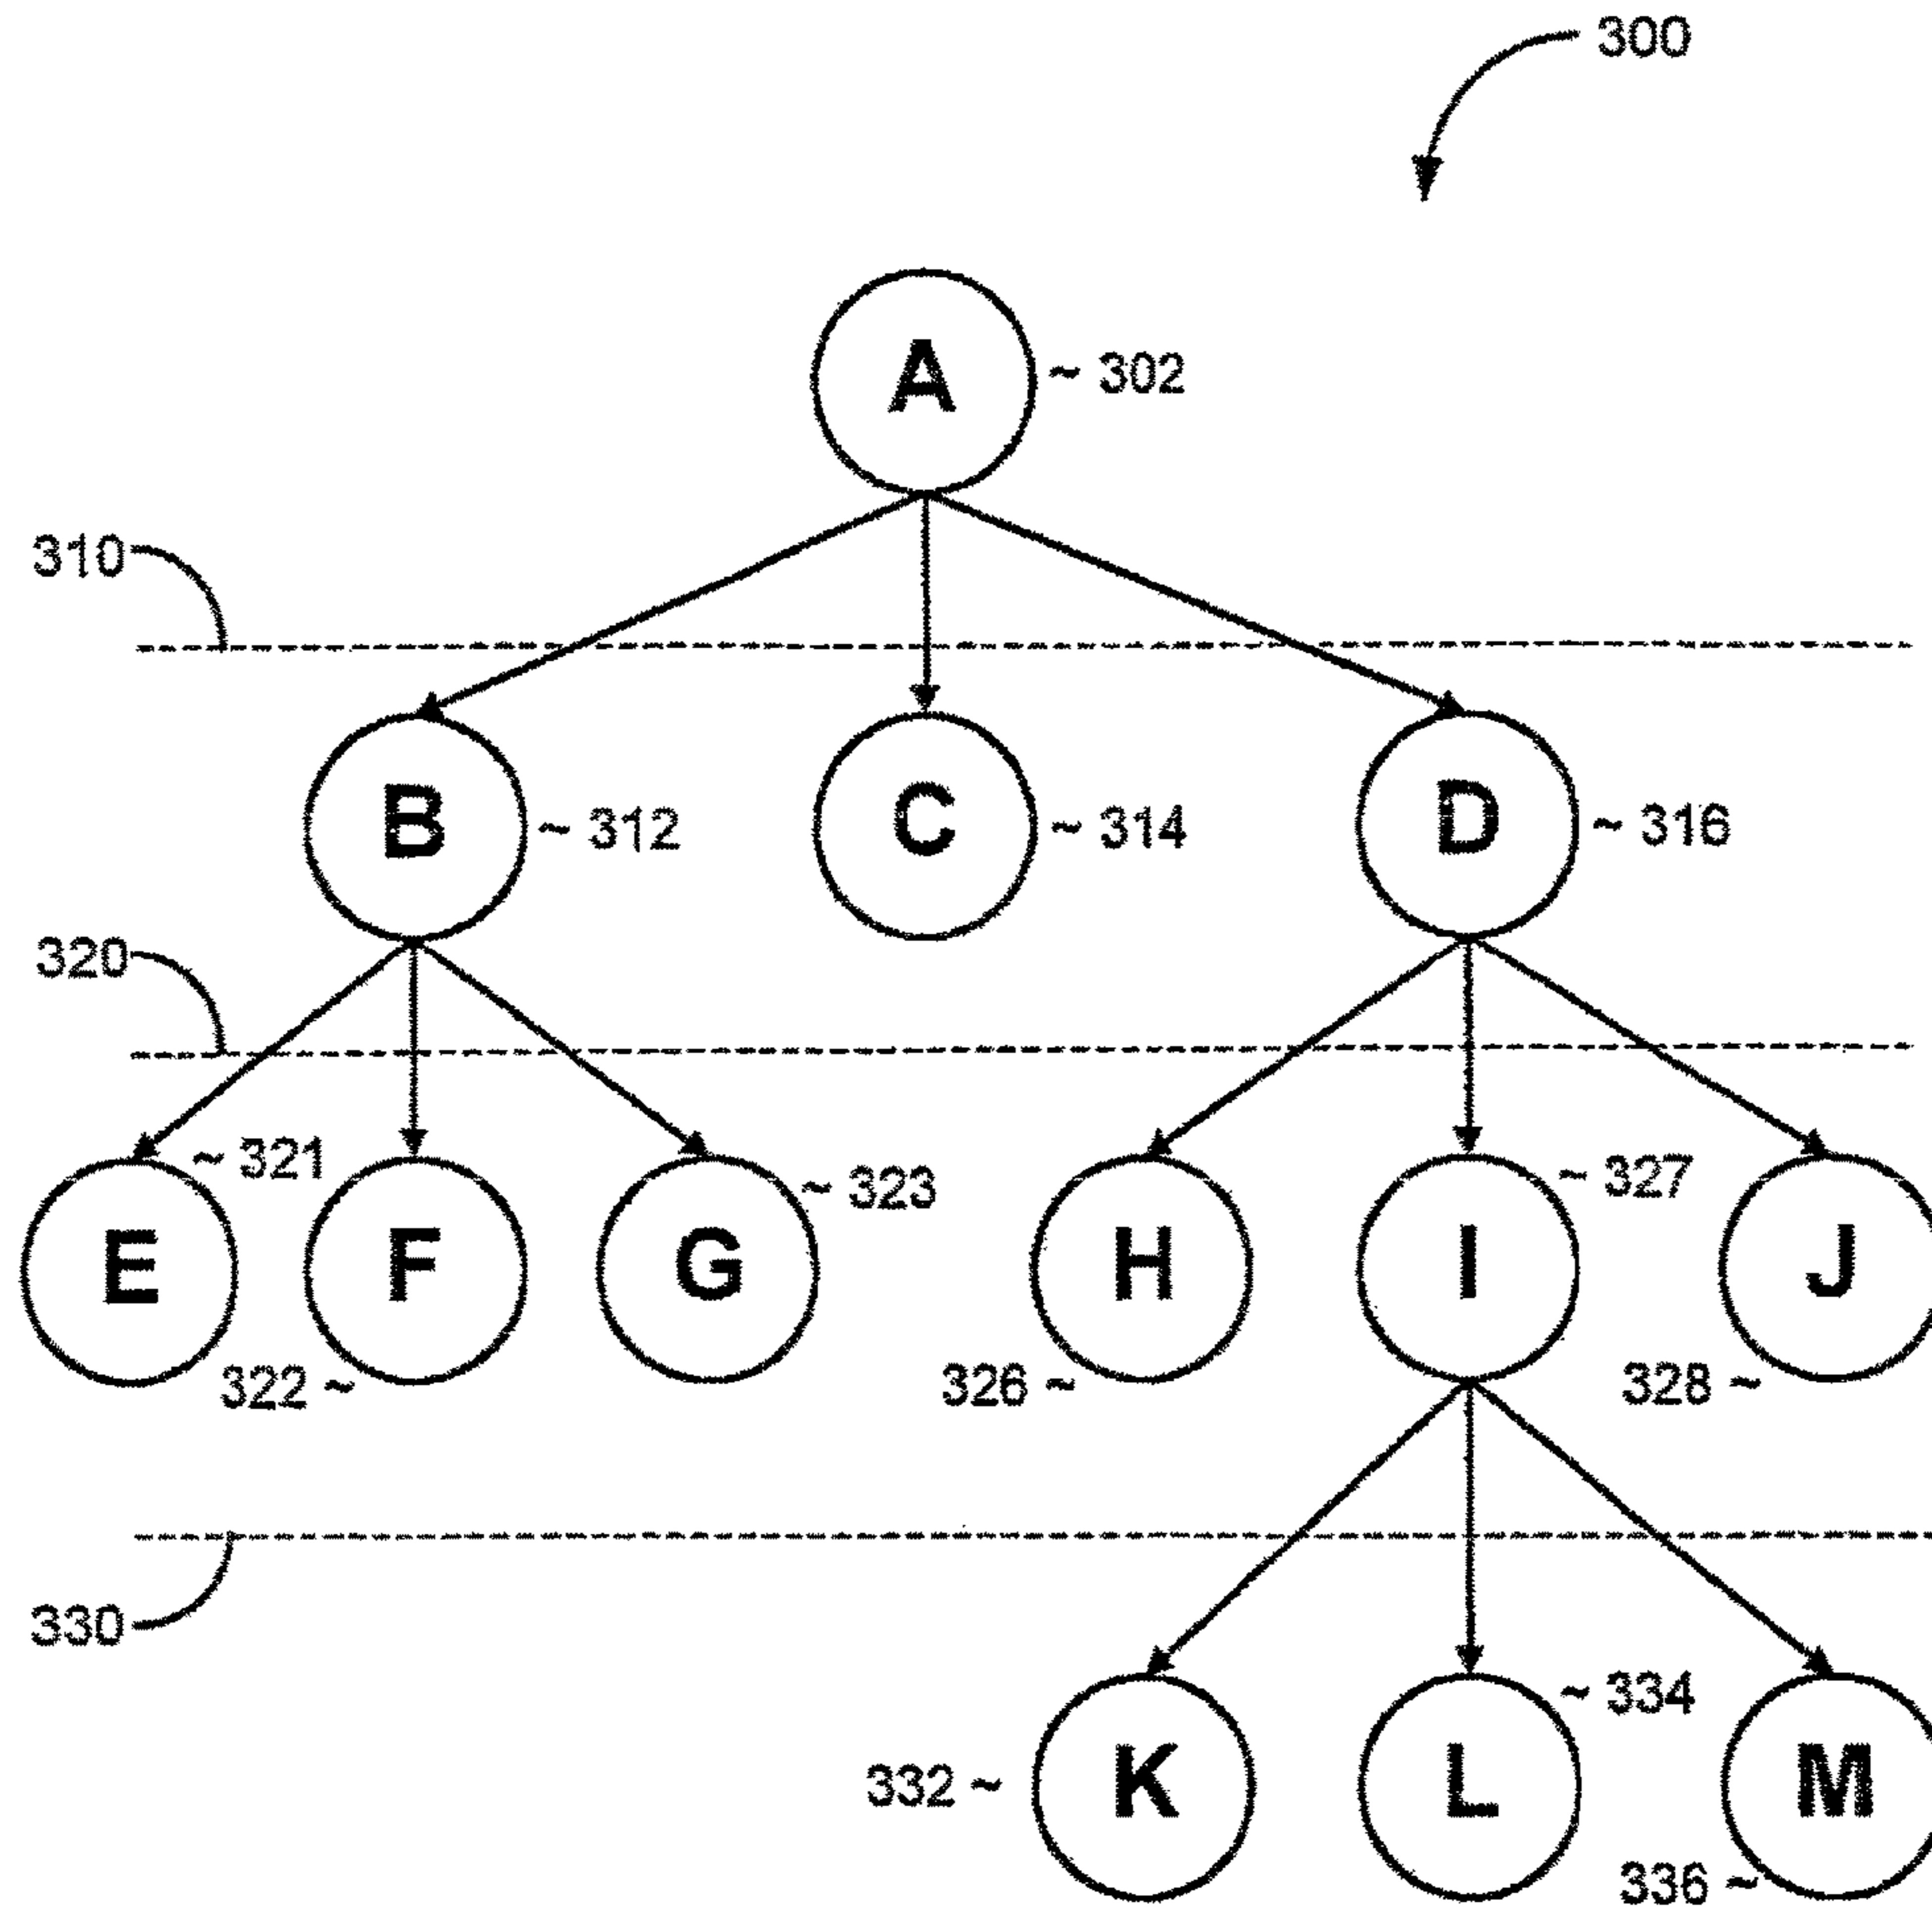 300
A ~ 302
310
B ~ 312 C ~ 314 D ~ 316
320
~ 321 ~ 323 ~ 327
E F G H I J
322 ~ 326 ~ 328 ~
330
~ 334
332 ~ K L M
336 ~